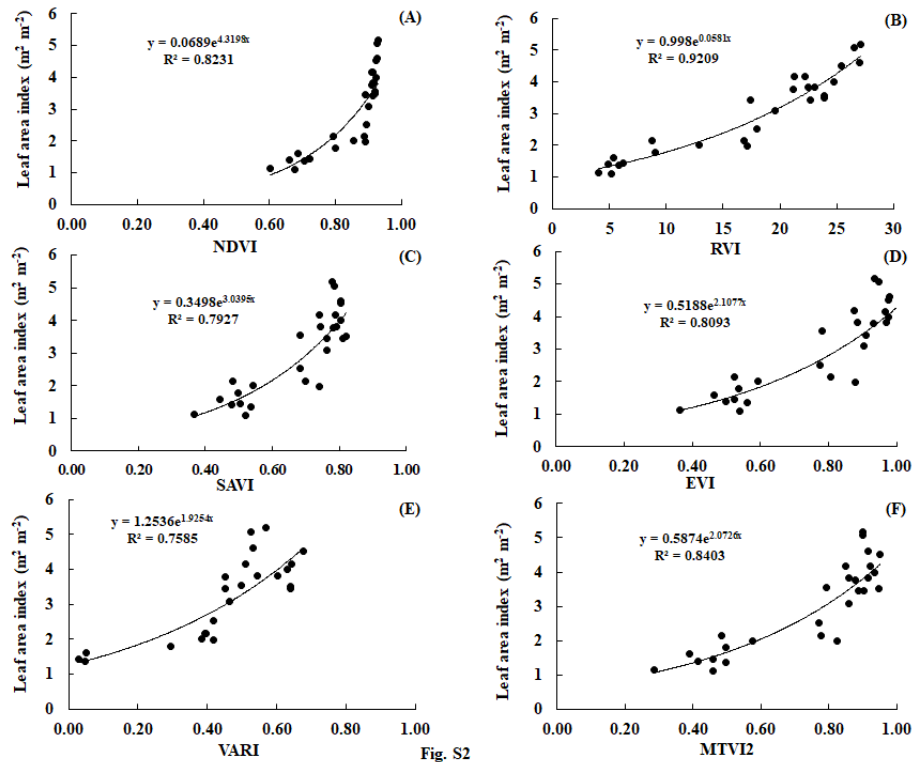 (A)
y = 0.0689e^4.3198x
R² = 0.8231
Leaf area index (m² m⁻²)
6
5
4
3
2
1
0
0.00 0.20 0.40 0.60 0.80 1.00
NDVI
(B)
y = 0.998e^0.0581x
R² = 0.9209
Leaf area index (m² m⁻²)
6
5
4
3
2
1
0
0 5 10 15 20 25 30
RVI
(C)
y = 0.3498e^3.0395x
R² = 0.7927
Leaf area index (m² m⁻²)
6
5
4
3
2
1
0
0.00 0.20 0.40 0.60 0.80 1.00
SAVI
(D)
y = 0.5188e^2.1077x
R² = 0.8093
Leaf area index (m² m⁻²)
6
5
4
3
2
1
0
0.00 0.20 0.40 0.60 0.80 1.00
EVI
(E)
y = 1.2536e^1.9254x
R² = 0.7585
Leaf area index (m² m⁻²)
6
5
4
3
2
1
0
0.00 0.20 0.40 0.60 0.80 1.00
VARI
(F)
y = 0.5874e^2.0726x
R² = 0.8403
Leaf area index (m² m⁻²)
6
5
4
3
2
1
0
0.00 0.20 0.40 0.60 0.80 1.00
MTVI2
Fig. S2